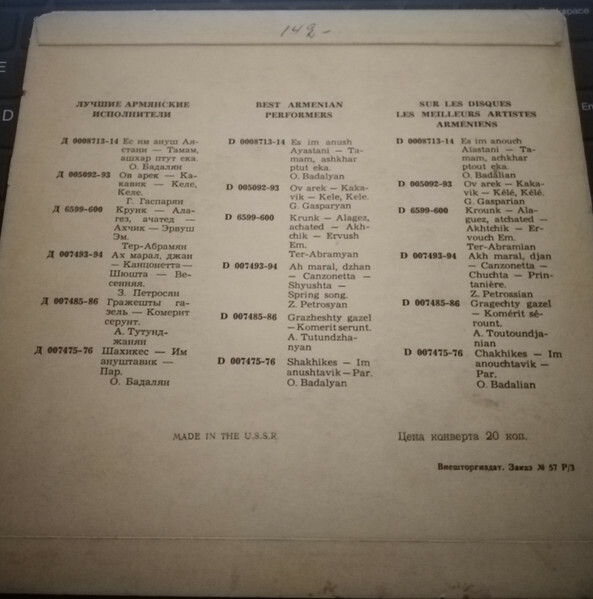 142-
ЛУЧШИЕ АРМЯНСКИЕ
ИСПОЛНИТЕЛИ
Д 0008713-14 Ес им ануш Ая-
стани — Тамам,
ашхар птут ека.
О. Бадалян
Д 005092-93 Ов арек — Ка-
кавик — Келе,
Келе.
Г. Гаспарян
Д 6599-600 Крунк — Ала-
гез, ачатед —
Ахчик — Эрвуш
Эм.
Тер-Абрамян
Д 007493-94 Ах марал, джан
— Канцонетта —
Шюшта — Ве-
сенняя.
З. Петросян
Д 007485-86 Гражешты га-
зель — Комерит
серунт.
А. Тутунд-
жанян
Д 007475-76 Шахикес — Им
ануштавик —
Пар.
О. Бадалян
BEST ARMENIAN
PERFORMERS
D 0008713-14 Es im anush
Ayastani — Ta-
mam, ashkhar
ptut eka.
O. Badalyan
D 005092-93 Ov arek — Kaka-
vik — Kele, Kele.
G. Gasparyan
D 6599-600 Krunk — Alagez,
achated — Akh-
chik — Ervush
Em.
Ter-Abramyan
D 007493-94 Ah maral, dzhan
— Canzonetta —
Shyushta —
Spring song.
Z. Petrosyan
D 007485-86 Grazheshty gazel
— Komerit serunt.
A. Tutundzha-
nyan
D 007475-76 Shakhikes — Im
anushtavik — Par.
O. Badalyan
SUR LES DISQUES
LES MEILLEURS ARTISTES
ARMÉNIENS
D 0008713-14 Es im anouch
Aïastani — Ta-
mam, achkhar
ptout eka.
O. Badalian
D 005092-93 Ov arek — Kaka-
vik — Kélé, Kélé.
G. Gasparian
D 6599-600 Krounk — Ala-
guez, atchated —
Akhtchik — Er-
vouch Em.
Ter-Abramian
D 007493-94 Akh maral, djan
— Canzonetta —
Chuchta — Prin-
tanière.
Z. Petrossian
D 007485-86 Gragechty gazel
— Komérit sé-
rount.
A. Toutoundja-
nian
D 007475-76 Chakhikes — Im
anouchtavik —
Par.
O. Badalian
MADE IN THE U.S.S.R.
Цена конверта 20 коп.
Внешторгиздат. Заказ № 57 Р/3